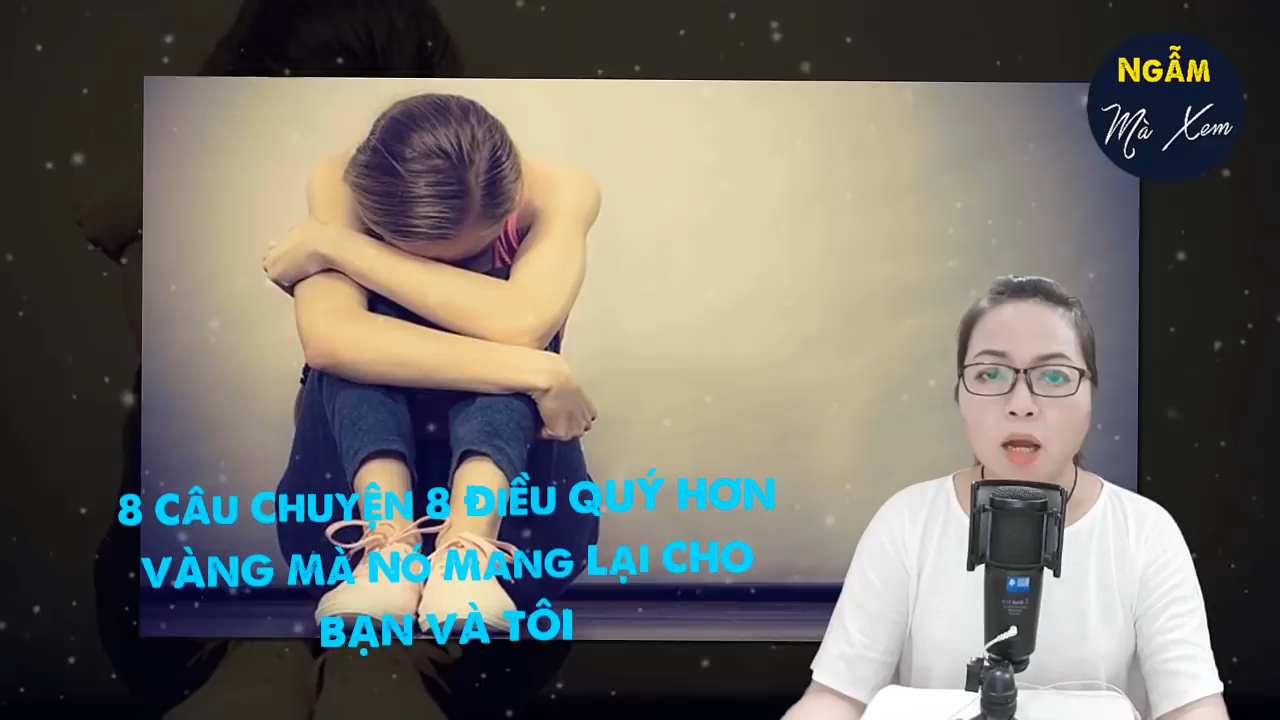 NGẪM
Mà Xem
8 CÂU CHUYỆN 8 ĐIỀU QUÝ HƠN
VÀNG MÀ NÓ MANG LẠI CHO
BẠN VÀ TÔI